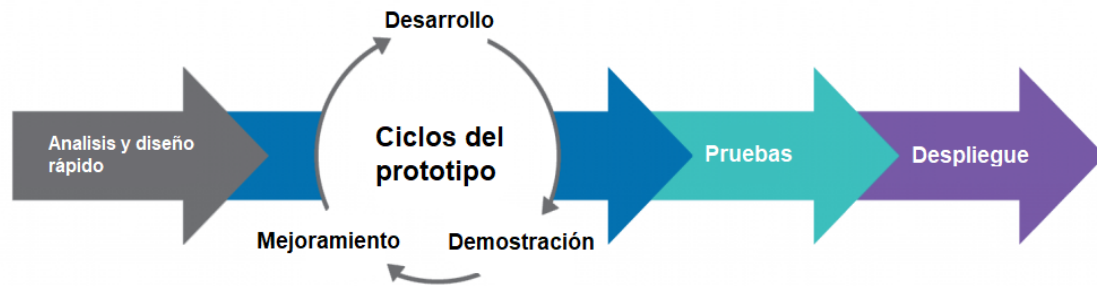 Desarrollo
Analisis y diseño
rápido
Ciclos del
prototipo
Pruebas
Despliegue
Mejoramiento
Demostración